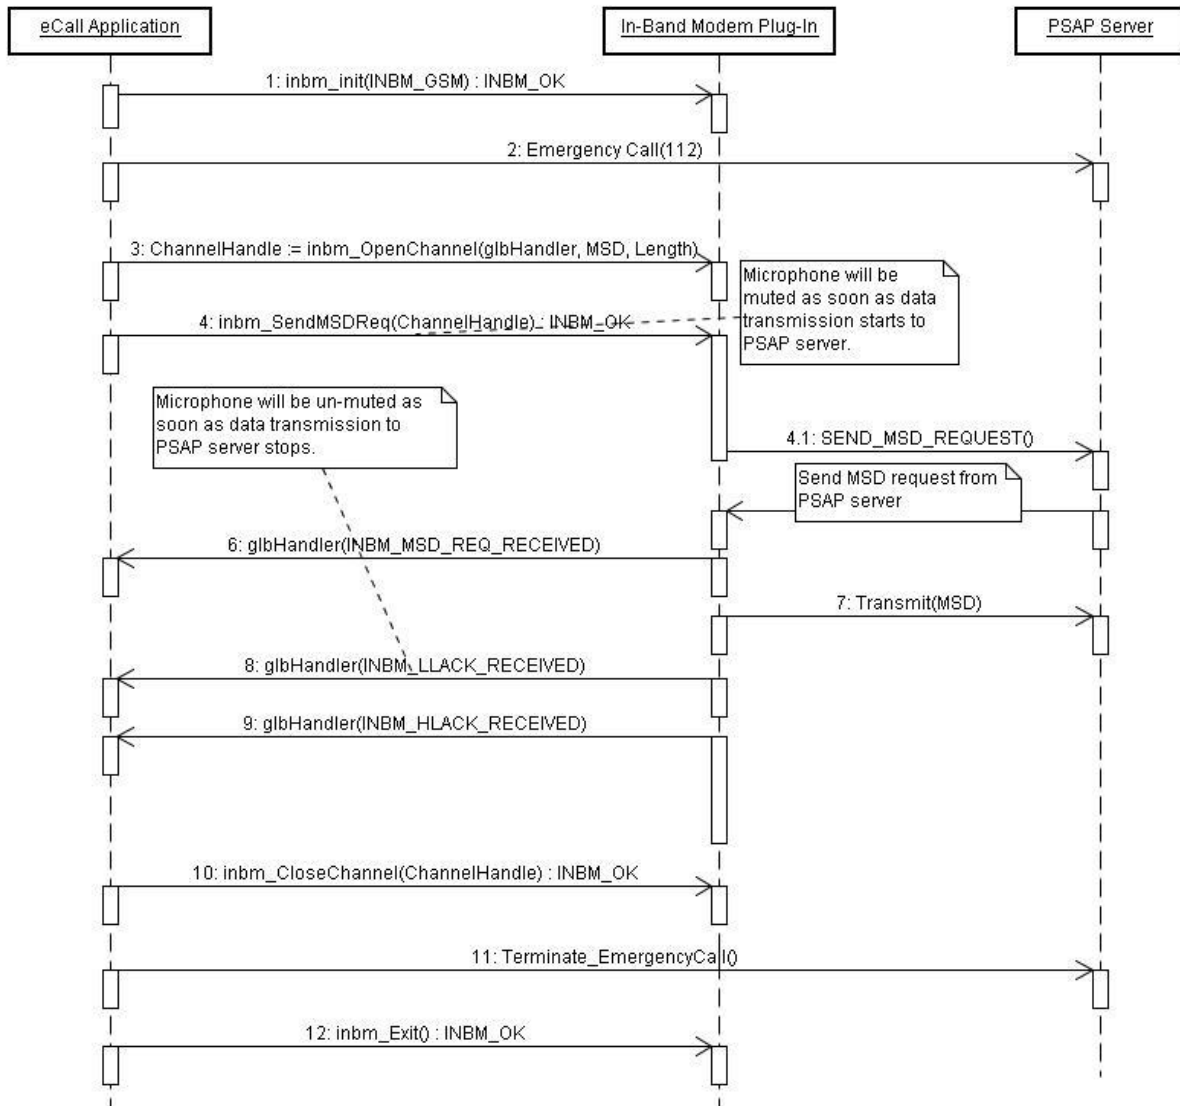 eCall Application
In-Band Modem Plug-In
PSAP Server
1: inbm_init(INBM_GSM) : INBM_OK
2: Emergency Call(112)
3: ChannelHandle := inbm_OpenChannel(glbHandler, MSD, Length)
Microphone will be
muted as soon as data
transmission starts to
PSAP server.
4: inbm_SendMSDReq(ChannelHandle) : INBM_OK
Microphone will be un-muted as
soon as data transmission to
PSAP server stops.
4.1: SEND_MSD_REQUEST()
Send MSD request from
PSAP server
6: glbHandler(INBM_MSD_REQ_RECEIVED)
7: Transmit(MSD)
8: glbHandler(INBM_LLACK_RECEIVED)
9: glbHandler(INBM_HLACK_RECEIVED)
10: inbm_CloseChannel(ChannelHandle) : INBM_OK
11: Terminate_EmergencyCall()
12: inbm_Exit() : INBM_OK